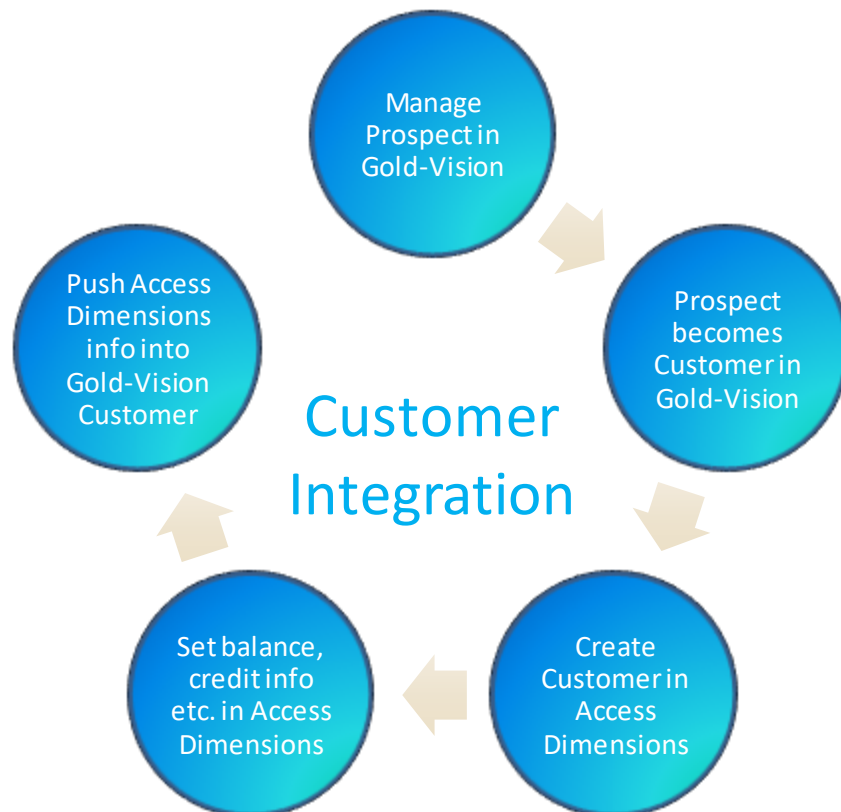 Manage
Prospect in
Gold-Vision
Prospect
becomes
Customer in
Gold-Vision
Create
Customer in
Access
Dimensions
Set balance,
credit info
etc. in Access
Dimensions
Push Access
Dimensions
info into
Gold-Vision
Customer
Customer
Integration